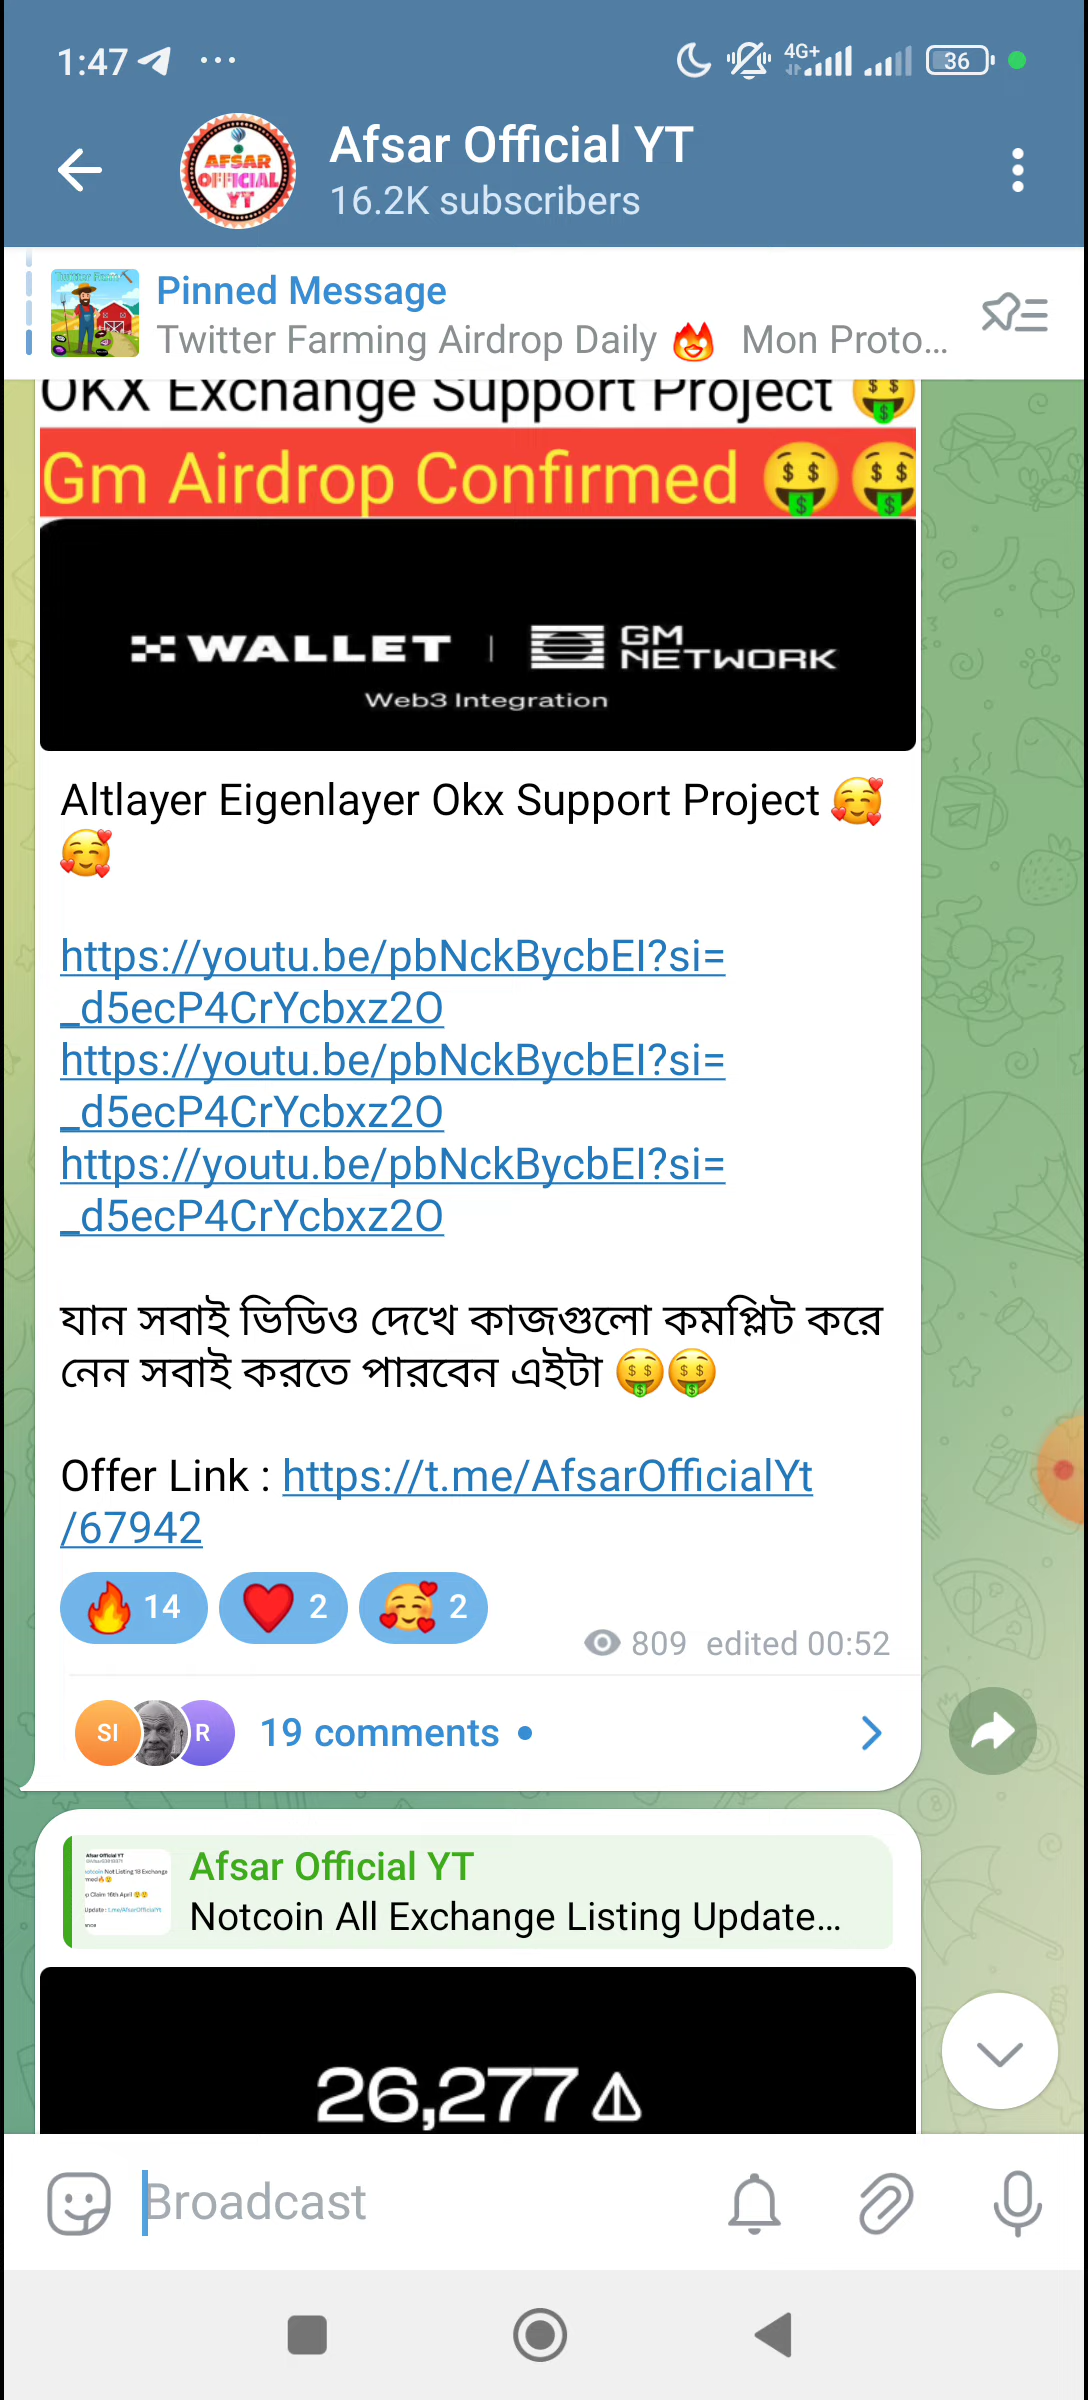 1:47
4G+
36
Afsar Official YT
16.2K subscribers
AFSAR
OFFICIAL
YT
Pinned Message
Twitter Farming Airdrop Daily 🔥 Mon Proto...
OKX Exchange Support Project 🤑
Gm Airdrop Confirmed 🤑🤑
WALLET | GM NETWORK
Web3 Integration
Altlayer Eigenlayer Okx Support Project 🥰
🥰
https://youtu.be/pbNckBycbEI?si=
_d5ecP4CrYcbxz2O
https://youtu.be/pbNckBycbEI?si=
_d5ecP4CrYcbxz2O
https://youtu.be/pbNckBycbEI?si=
_d5ecP4CrYcbxz2O
যান সবাই ভিডিও দেখে কাজগুলো কমপ্লিট করে
নেন সবাই করতে পারবেন এইটা 🤑🤑
Offer Link : https://t.me/AfsarOfficialYt
/67942
🔥 14 ❤️ 2 🥰 2
809 edited 00:52
SI R 19 comments
Afsar Official YT
Notcoin All Exchange Listing Update...
26,277
Broadcast